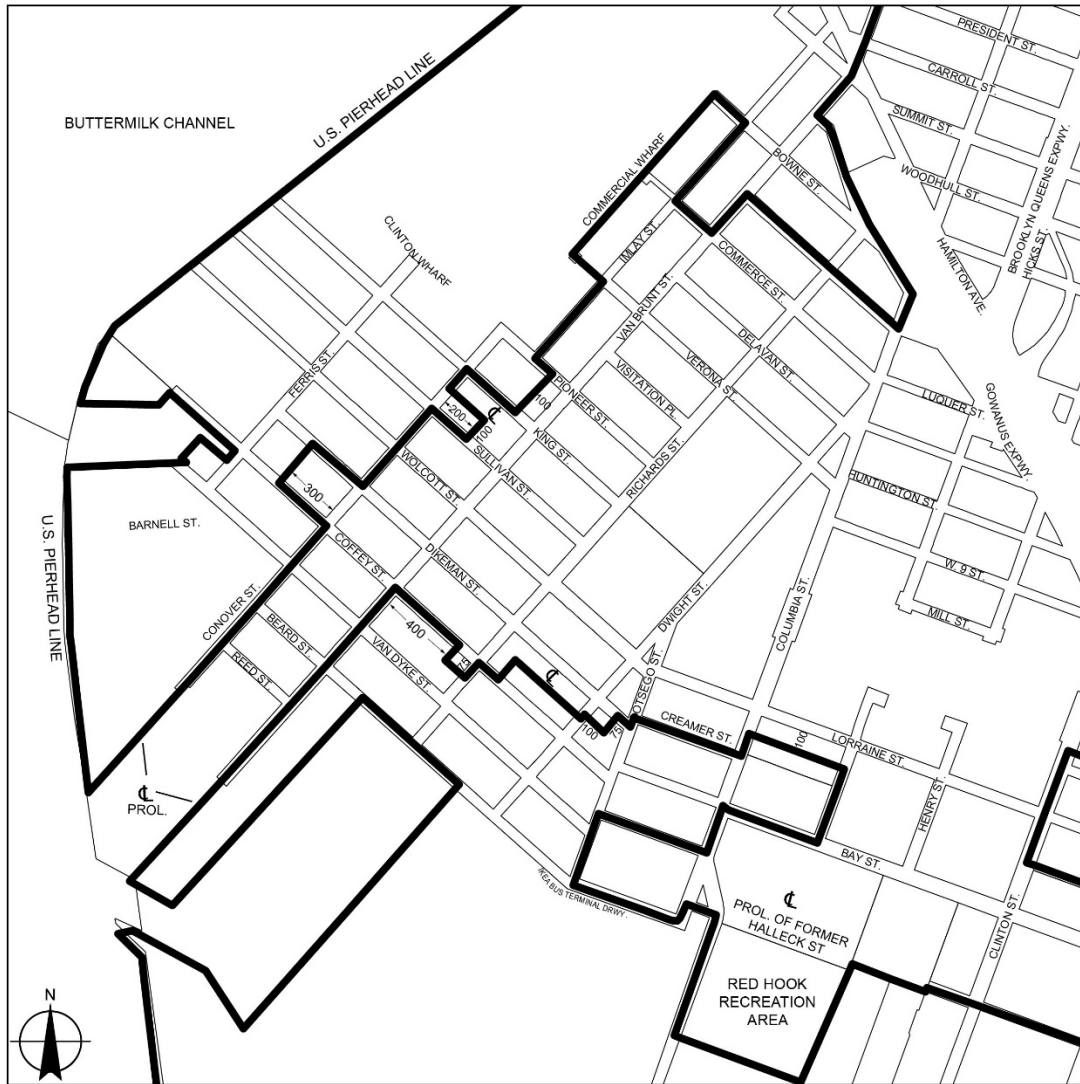 PRESIDENT ST.
CARROLL ST.
SUMMIT ST.
WOODHULL ST.
BROOKLYN QUEENS EXPWY.
HICKS ST.
HAMILTON AVE.
BUTTERMILK CHANNEL
U.S. PIERHEAD LINE
COMMERCIAL WHARF
BOWNE ST.
CLINTON WHARF
IMLAY ST.
COMMERCE ST.
VAN BRUNT ST.
DELAVAN ST.
VERONA ST.
VISITATION PL.
FERRIS ST.
PIONEER ST.
100
200
℄
100
KING ST.
SULLIVAN ST.
WOLCOTT ST.
RICHARDS ST.
LUQUER ST.
GOWANUS EXPWY.
HUNTINGTON ST.
W. 9 ST.
MILL ST.
300
BARNELL ST.
U.S. PIERHEAD LINE
COFFEY ST.
DIKEMAN ST.
CONOVER ST.
BEARD ST.
REED ST.
400
VAN DYKE ST.
75
℄
DWIGHT ST.
COLUMBIA ST.
OTSEGO ST.
100
75
CREAMER ST.
100
LORRAINE ST.
HENRY ST.
℄
PROL.
BAY ST.
IKEA BUS TERMINAL DRWY.
CLINTON ST.
℄
PROL. OF FORMER
HALLECK ST
RED HOOK
RECREATION
AREA
N